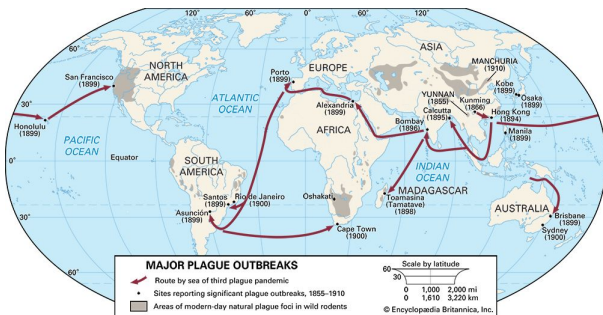 ASIA
NORTH
AMERICA
EUROPE
MANCHURIA
(1910)
San Francisco
(1899)
Porto
(1899)
Kobe
(1899)
Osaka
(1899)
YUNNAN
(1855)
Kunming
(1866)
ATLANTIC
OCEAN
Alexandria
(1899)
Calcutta
(1895)
Hong Kong
(1894)
Honolulu
(1899)
Bombay
(1896)
Manila
(1899)
PACIFIC
OCEAN
AFRICA
Equator
INDIAN
OCEAN
SOUTH
AMERICA
MADAGASCAR
Santos
(1899)
Rio de Janeiro
(1900)
Oshakati
Toamasina
(Tamatave)
(1898)
AUSTRALIA
Asunción
(1899)
Brisbane
(1899)
Cape Town
(1900)
Sydney
(1900)
60°
60°
30°
30°
0°
0°
30°
30°
60°
60°
MAJOR PLAGUE OUTBREAKS
Route by sea of third plague pandemic
Sites reporting significant plague outbreaks, 1855–1910
Areas of modern-day natural plague foci in wild rodents
Scale by latitude
60
30
0 1,000 2,000 mi
0 1,610 3,220 km
© Encyclopædia Britannica, Inc.